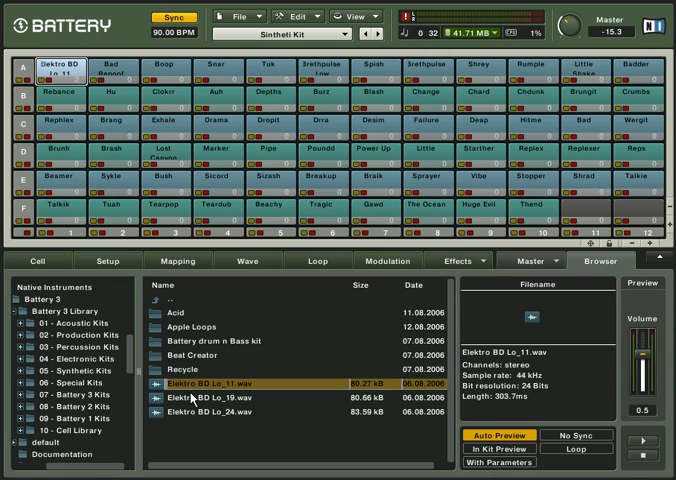 BATTERY
Sync
90.00 BPM
File
Edit
View
Sintheti Kit
0 32
41.71 MB
CPU
1%
Master
-15.3
A
Elektro BD
Lo_11
Bad
Boop
Snar
Tuk
3rethpulse
Low
Spish
3rethpulse
Shrey
Rumple
Little
Shake
Badder
B
Rebance
Hu
Clokrr
Auh
Depths
Burz
Blash
Change
Chard
Chdunk
Brungit
Crumbs
C
Rephlex
Brang
Exhale
Drama
Dropit
Drra
Desim
Failure
Deap
Hitme
Bad
Wergit
D
Brunh
Brash
Lost
Canyon
Marker
Pipe
Poundd
Power Up
Little
Starther
Replex
Replexer
Reps
E
Beamer
Sykle
Bush
Sicord
Sizash
Breakup
Braik
Sprayer
Vibe
Stopper
Shrad
Talkie
F
Talkik
Tuah
Tearpop
Teardub
Beachy
Tragic
Gawd
The Ocean
Huge Evil
Thend
1 2 3 4 5 6 7 8 9 10 11 12
Cell
Setup
Mapping
Wave
Loop
Modulation
Effects
Master
Browser
Native Instruments
Battery 3
Battery 3 Library
01 - Acoustic Kits
02 - Production Kits
03 - Percussion Kits
04 - Electronic Kits
05 - Synthetic Kits
06 - Special Kits
07 - Battery 3 Kits
08 - Battery 2 Kits
09 - Battery 1 Kits
10 - Cell Library
default
Documentation
Name Size Date
..
Acid 11.08.2006
Apple Loops 12.08.2006
Battery drum n Bass kit 07.08.2006
Beat Creator 07.08.2006
Recycle 07.08.2006
Elektro BD Lo_11.wav 80.27 kB 06.08.2006
Elektro BD Lo_19.wav 80.66 kB 06.08.2006
Elektro BD Lo_24.wav 83.59 kB 06.08.2006
Filename
Elektro BD Lo_11.wav
Channels: stereo
Sample rate: 44 kHz
Bit resolution: 24 Bits
Length: 303.7ms
Auto Preview
No Sync
In Kit Preview
Loop
With Parameters
Preview
Volume
0.5